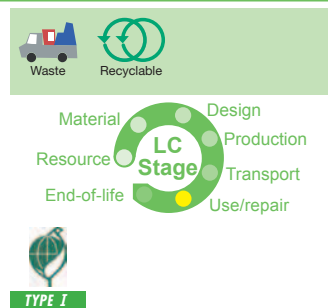 Waste
Recyclable
Material
Design
Production
Resource
LC
Stage
Transport
End-of-life
Use/repair
TYPE I